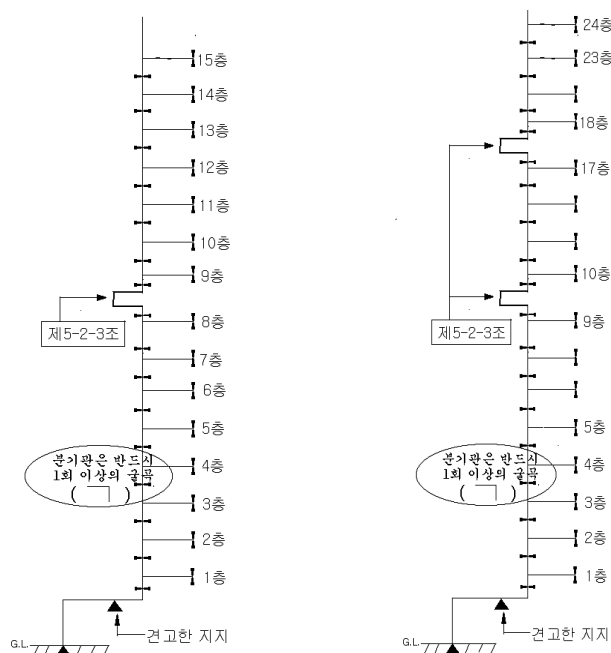 15층
14층
13층
12층
11층
10층
9층
제5-2-3조
8층
7층
6층
5층
분기관은 반드시
1회 이상의 굴곡
( )
4층
3층
2층
1층
견고한 지지
G.L.
24층
23층
18층
17층
10층
제5-2-3조
9층
5층
분기관은 반드시
1회 이상의 굴곡
( )
4층
3층
2층
1층
견고한 지지
G.L.